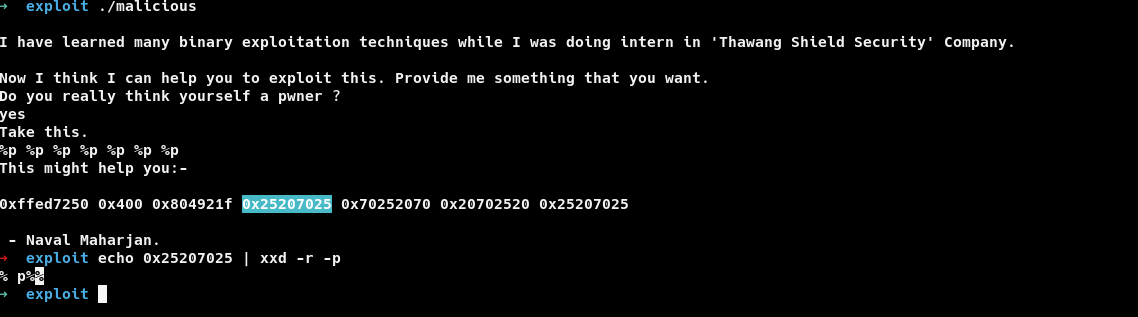 → exploit ./malicious
I have learned many binary exploitation techniques while I was doing intern in 'Thawang Shield Security' Company.
Now I think I can help you to exploit this. Provide me something that you want.
Do you really think yourself a pwner ?
yes
Take this.
%p %p %p %p %p %p %p
This might help you:-
0xffed7250 0x400 0x804921f 0x25207025 0x70252070 0x20702520 0x25207025
- Naval Maharjan.
→ exploit echo 0x25207025 | xxd -r -p
% p%%
→ exploit